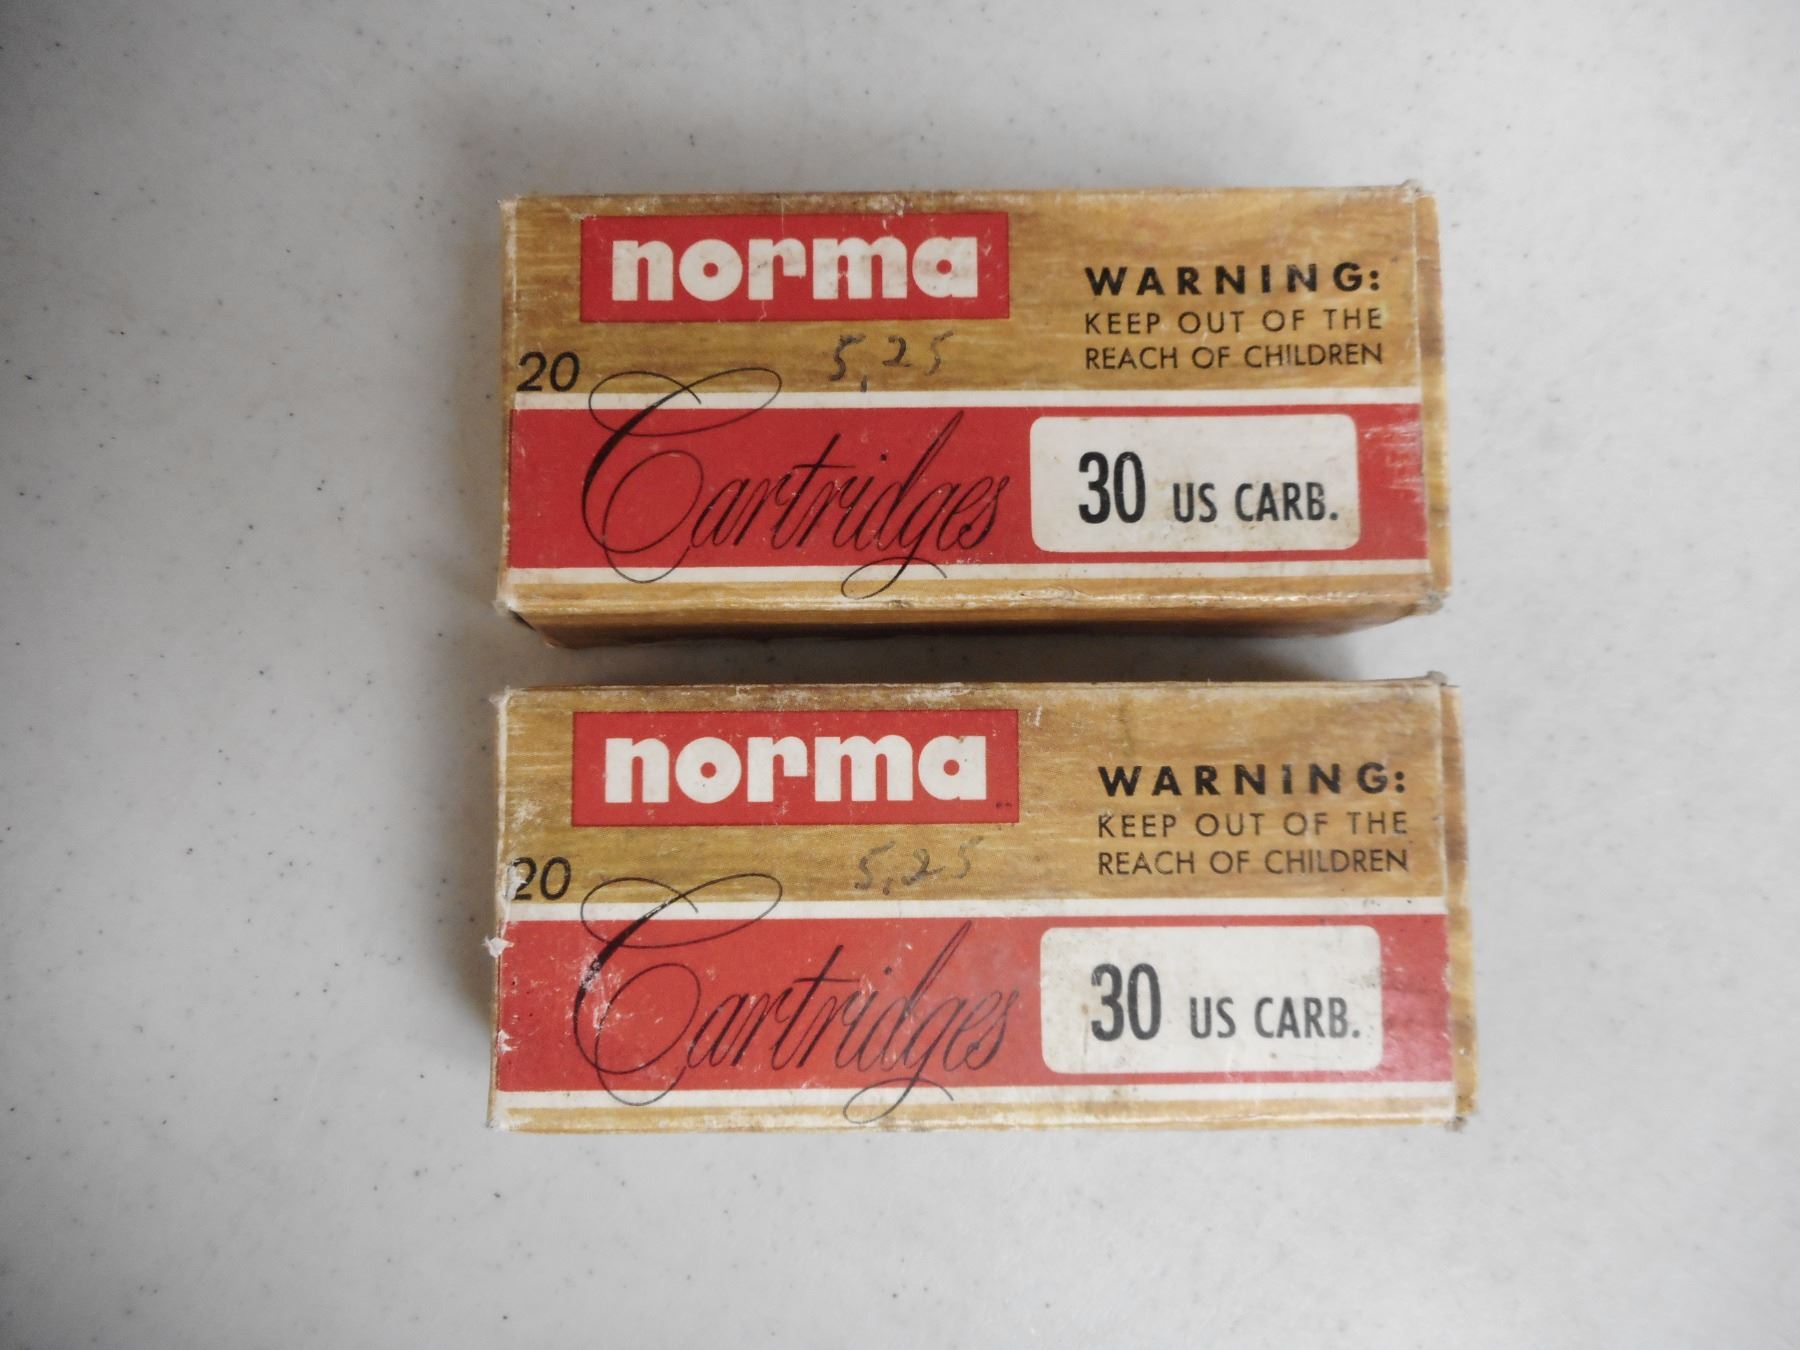 norma
WARNING:
KEEP OUT OF THE
REACH OF CHILDREN
5,25
20
Cartridges
30 US CARB.
norma
WARNING:
KEEP OUT OF THE
REACH OF CHILDREN
5,25
20
Cartridges
30 US CARB.